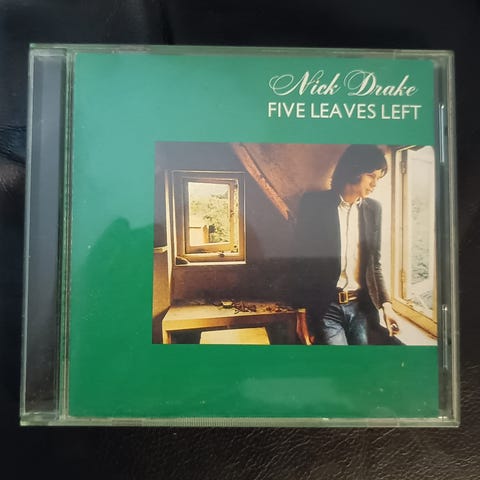 Nick Drake
FIVE LEAVES LEFT